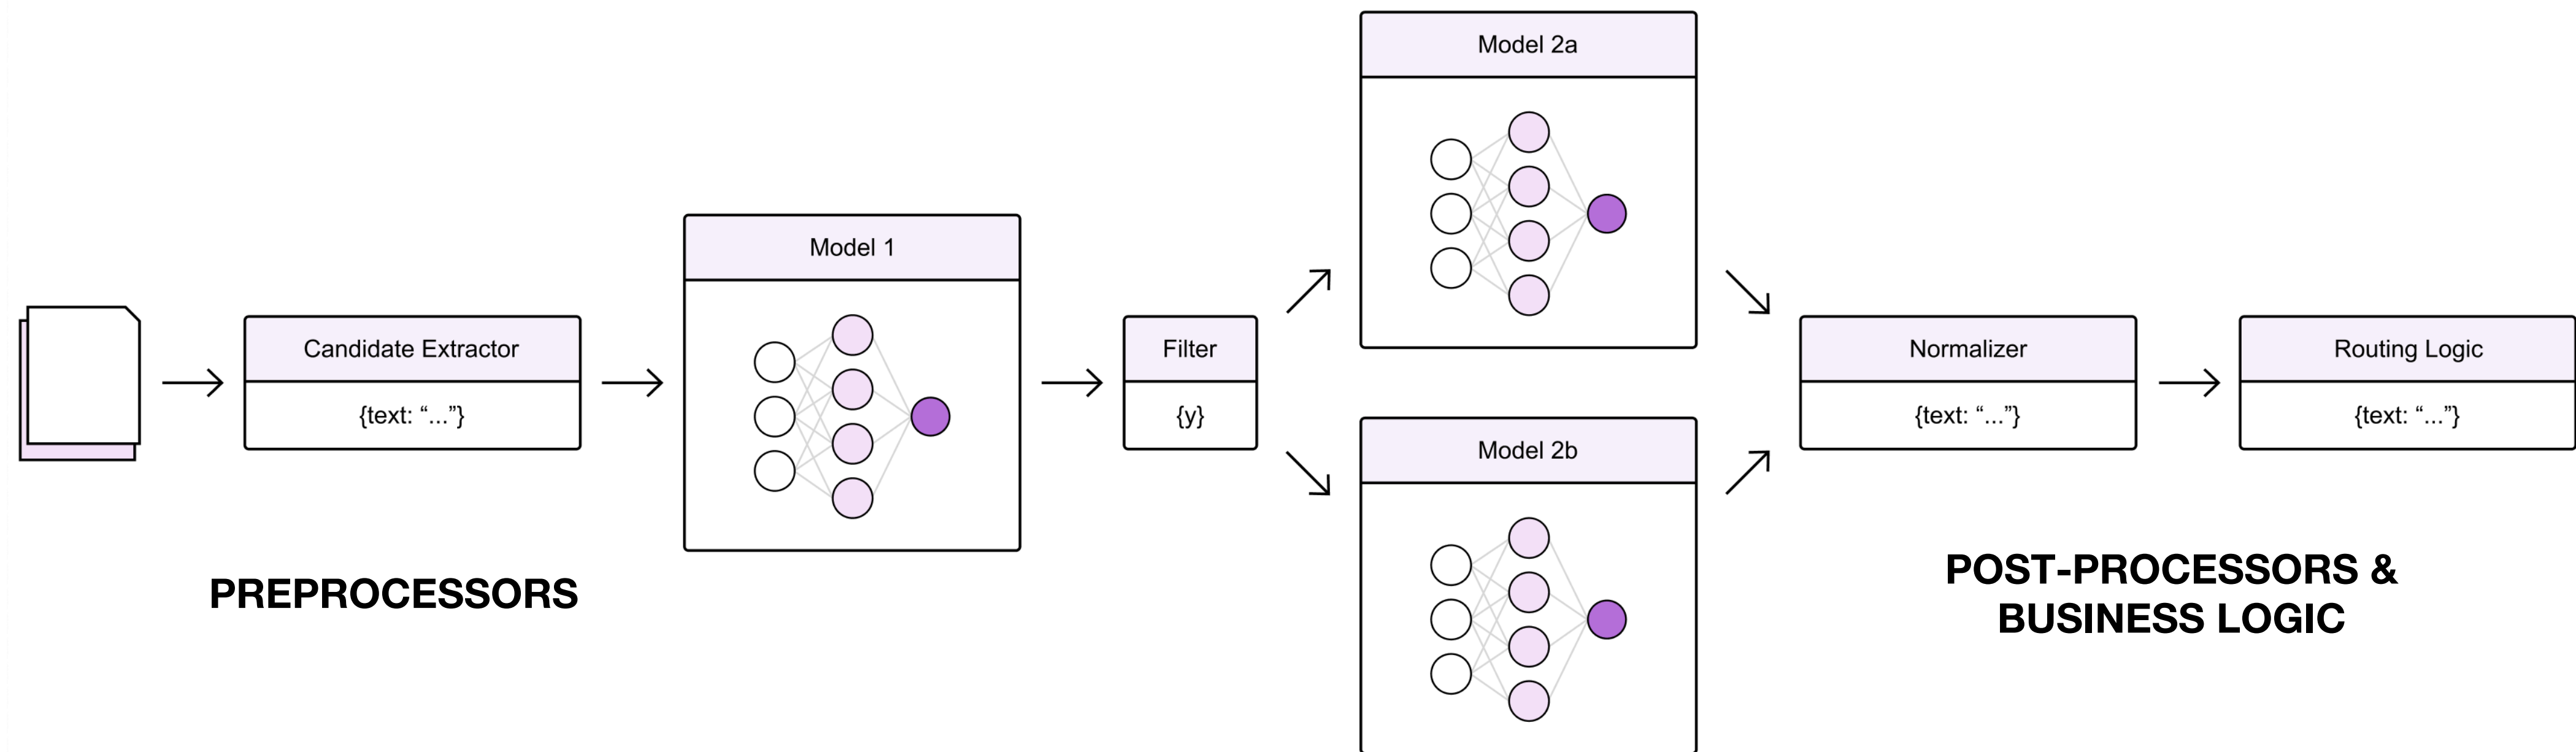 Candidate Extractor
{text: “...”}
PREPROCESSORS
Model 1
Filter
{y}
Model 2a
Model 2b
Normalizer
{text: “...”}
Routing Logic
{text: “...”}
POST-PROCESSORS &
BUSINESS LOGIC